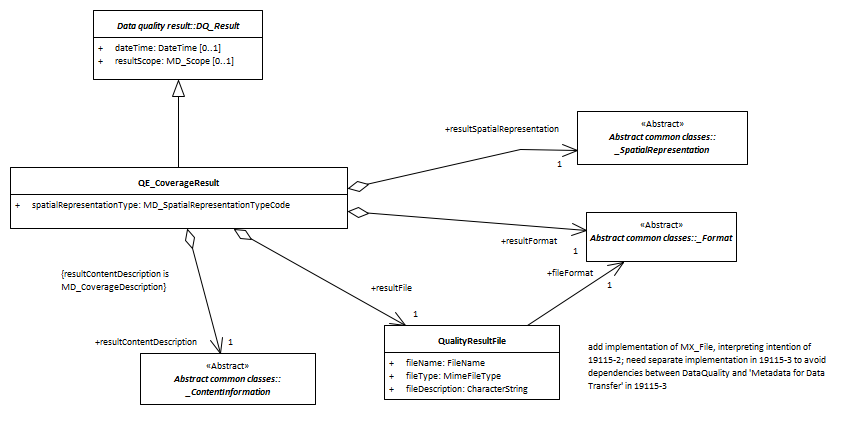 Data quality result::DQ_Result
+ dateTime: DateTime [0..1]
+ resultScope: MD_Scope [0..1]
+resultSpatialRepresentation
1
«Abstract»
Abstract common classes::
_SpatialRepresentation
QE_CoverageResult
+ spatialRepresentationType: MD_SpatialRepresentationTypeCode
+resultFormat
1
«Abstract»
Abstract common classes::_Format
{resultContentDescription is
MD_CoverageDescription}
+resultFile
1
+fileFormat
1
+resultContentDescription
1
«Abstract»
Abstract common classes::
_ContentInformation
QualityResultFile
+ fileName: FileName
+ fileType: MimeFileType
+ fileDescription: CharacterString
add implementation of MX_File, interpreting intention of
19115-2; need separate implementation in 19115-3 to avoid
dependencies between DataQuality and 'Metadata for Data
Transfer' in 19115-3